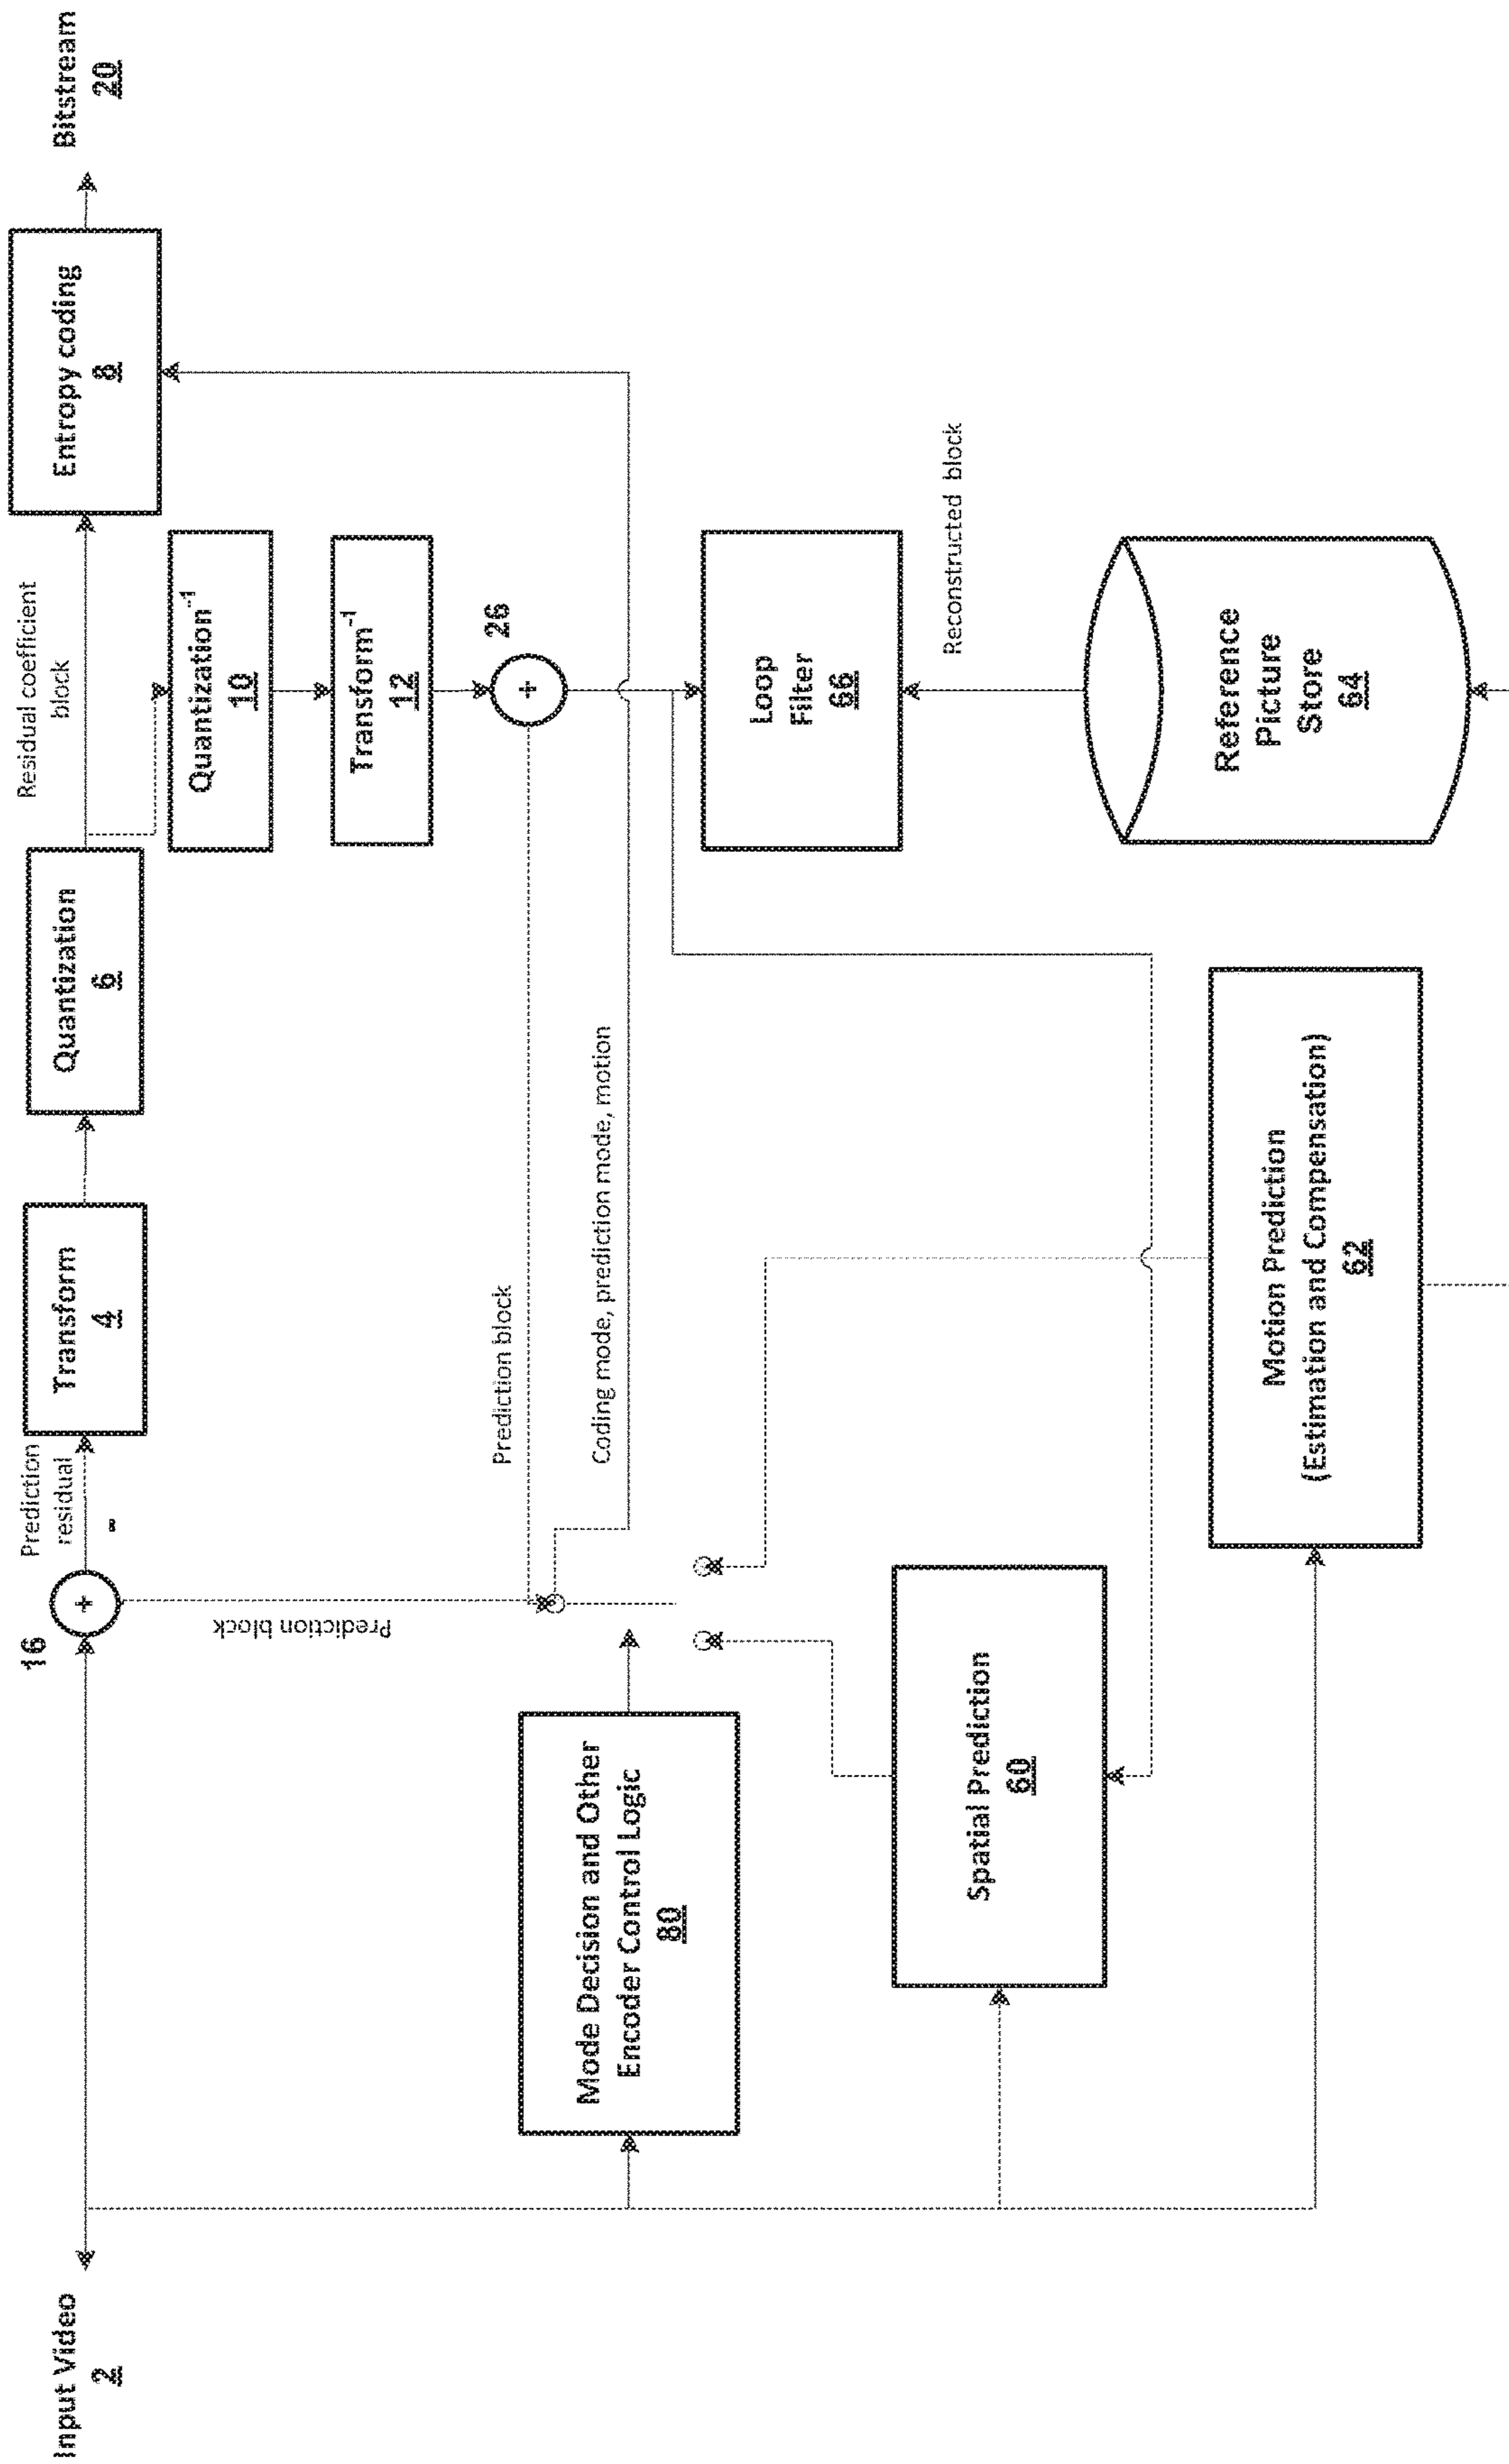 Input Video
2
16
Prediction
residual
Transform
4
Quantization
6
Residual coefficient
block
Entropy coding
8
Bitstream
20
Quantization⁻¹
10
Transform⁻¹
12
26
Prediction block
Prediction block
Coding mode, prediction mode, motion
Mode Decision and Other
Encoder Control Logic
80
Loop
Filter
66
Reconstructed block
Spatial Prediction
60
Motion Prediction
(Estimation and Compensation)
62
Reference
Picture
Store
64